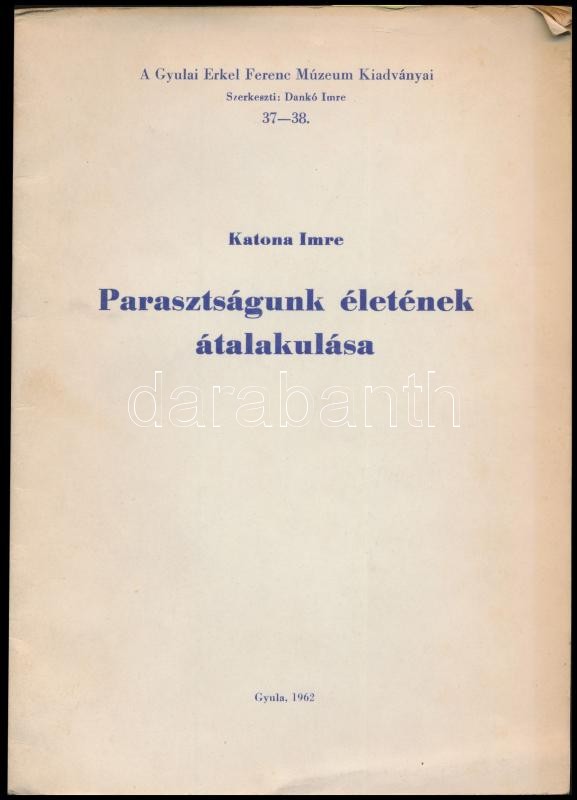 A Gyulai Erkel Ferenc Múzeum Kiadványai
Szerkeszti: Dankó Imre
37—38.
Katona Imre
Parasztságunk életének
átalakulása
darabanth
Gyula, 1962